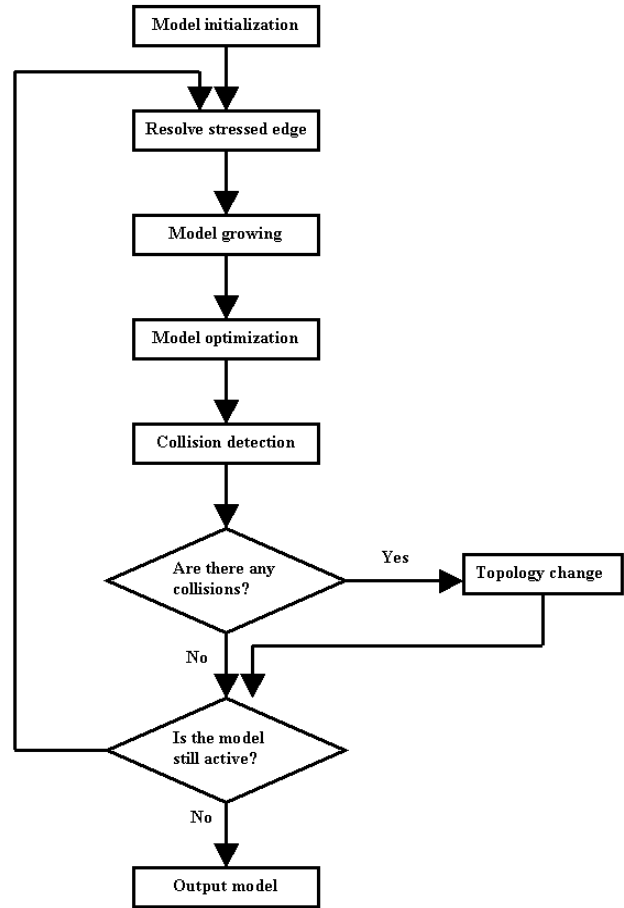 Model initialization
Resolve stressed edge
Model growing
Model optimization
Collision detection
Are there any
collisions?
Yes
Topology change
No
Is the model
still active?
No
Output model